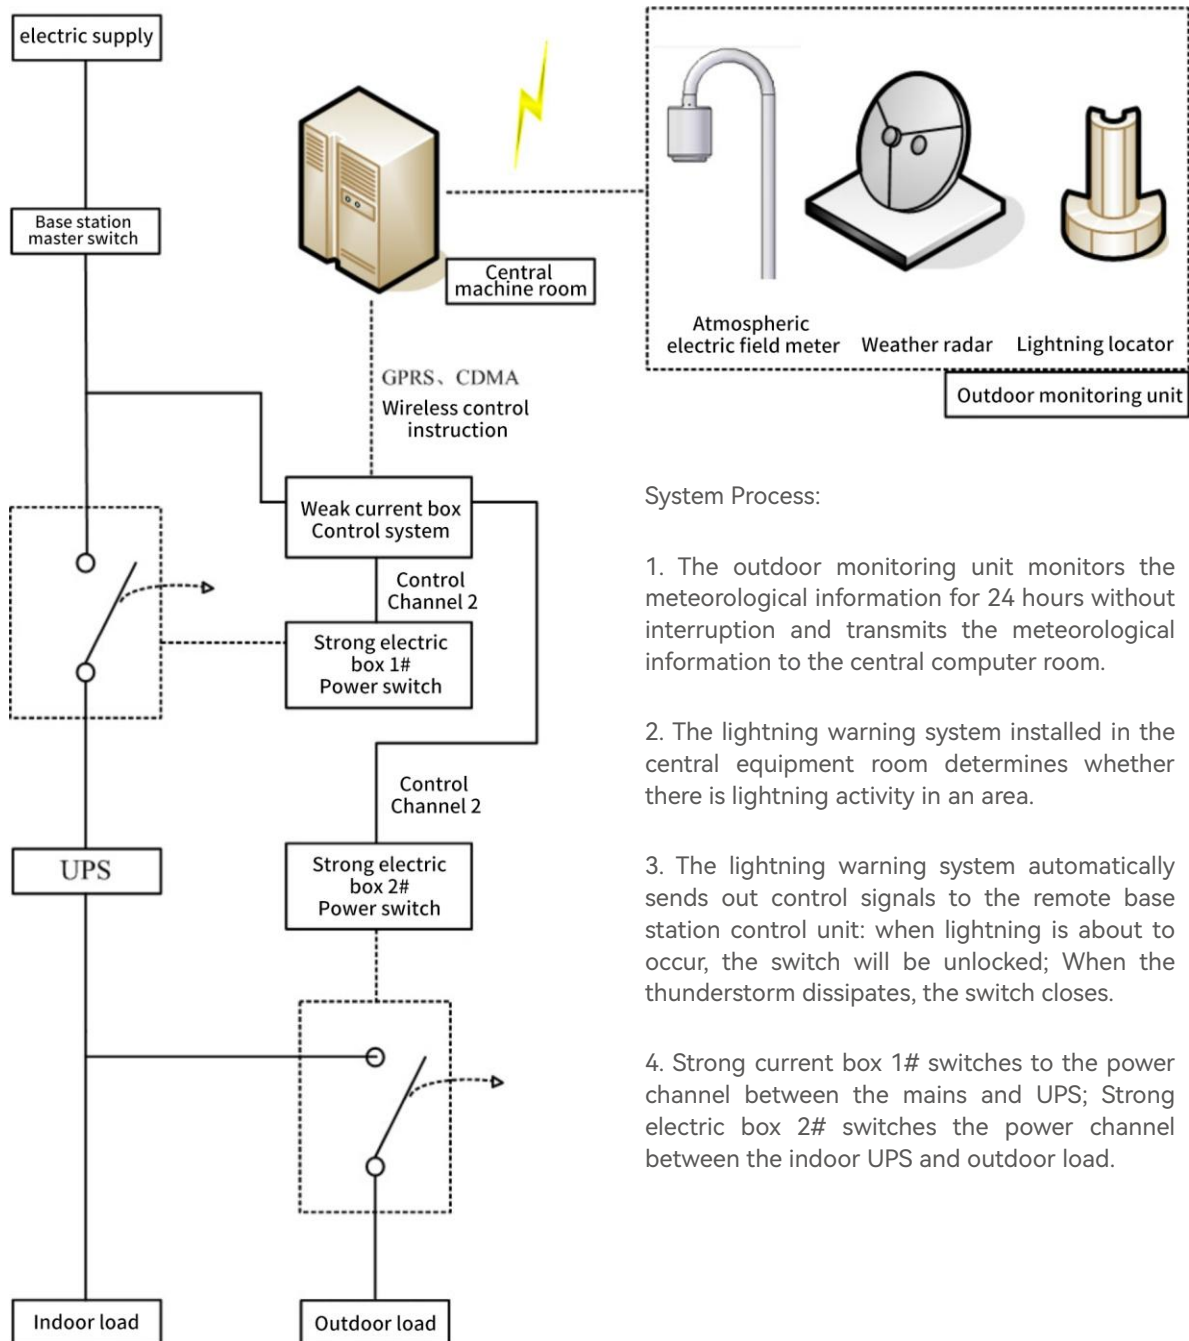 electric supply
Base station
master switch
Central
machine room
Atmospheric
electric field meter
Weather radar
Lightning locator
Outdoor monitoring unit
GPRS、CDMA
Wireless control
instruction
Weak current box
Control system
Control
Channel 2
Strong electric
box 1#
Power switch
Control
Channel 2
UPS
Strong electric
box 2#
Power switch
Indoor load
Outdoor load
System Process:
1. The outdoor monitoring unit monitors the
meteorological information for 24 hours without
interruption and transmits the meteorological
information to the central computer room.
2. The lightning warning system installed in the
central equipment room determines whether
there is lightning activity in an area.
3. The lightning warning system automatically
sends out control signals to the remote base
station control unit: when lightning is about to
occur, the switch will be unlocked; When the
thunderstorm dissipates, the switch closes.
4. Strong current box 1# switches to the power
channel between the mains and UPS; Strong
electric box 2# switches the power channel
between the indoor UPS and outdoor load.